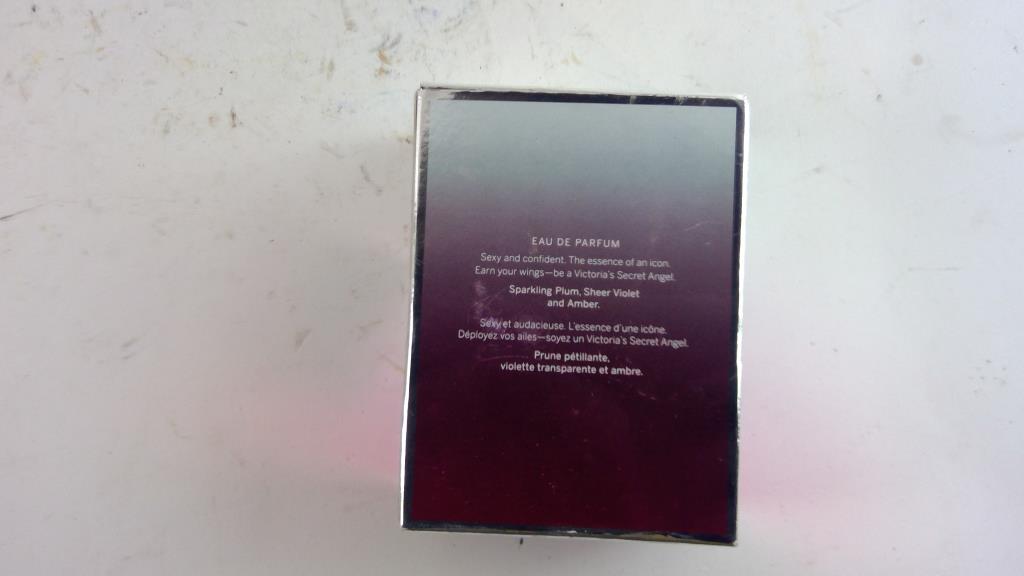 EAU DE PARFUM
Sexy and confident. The essence of an icon.
Earn your wings—be a Victoria's Secret Angel.
Sparkling Plum, Sheer Violet
and Amber.
Sexy et audacieuse. L'essence d'une icône.
Déployez vos ailes—soyez un Victoria's Secret Angel.
Prune pétillante,
violette transparente et ambre.